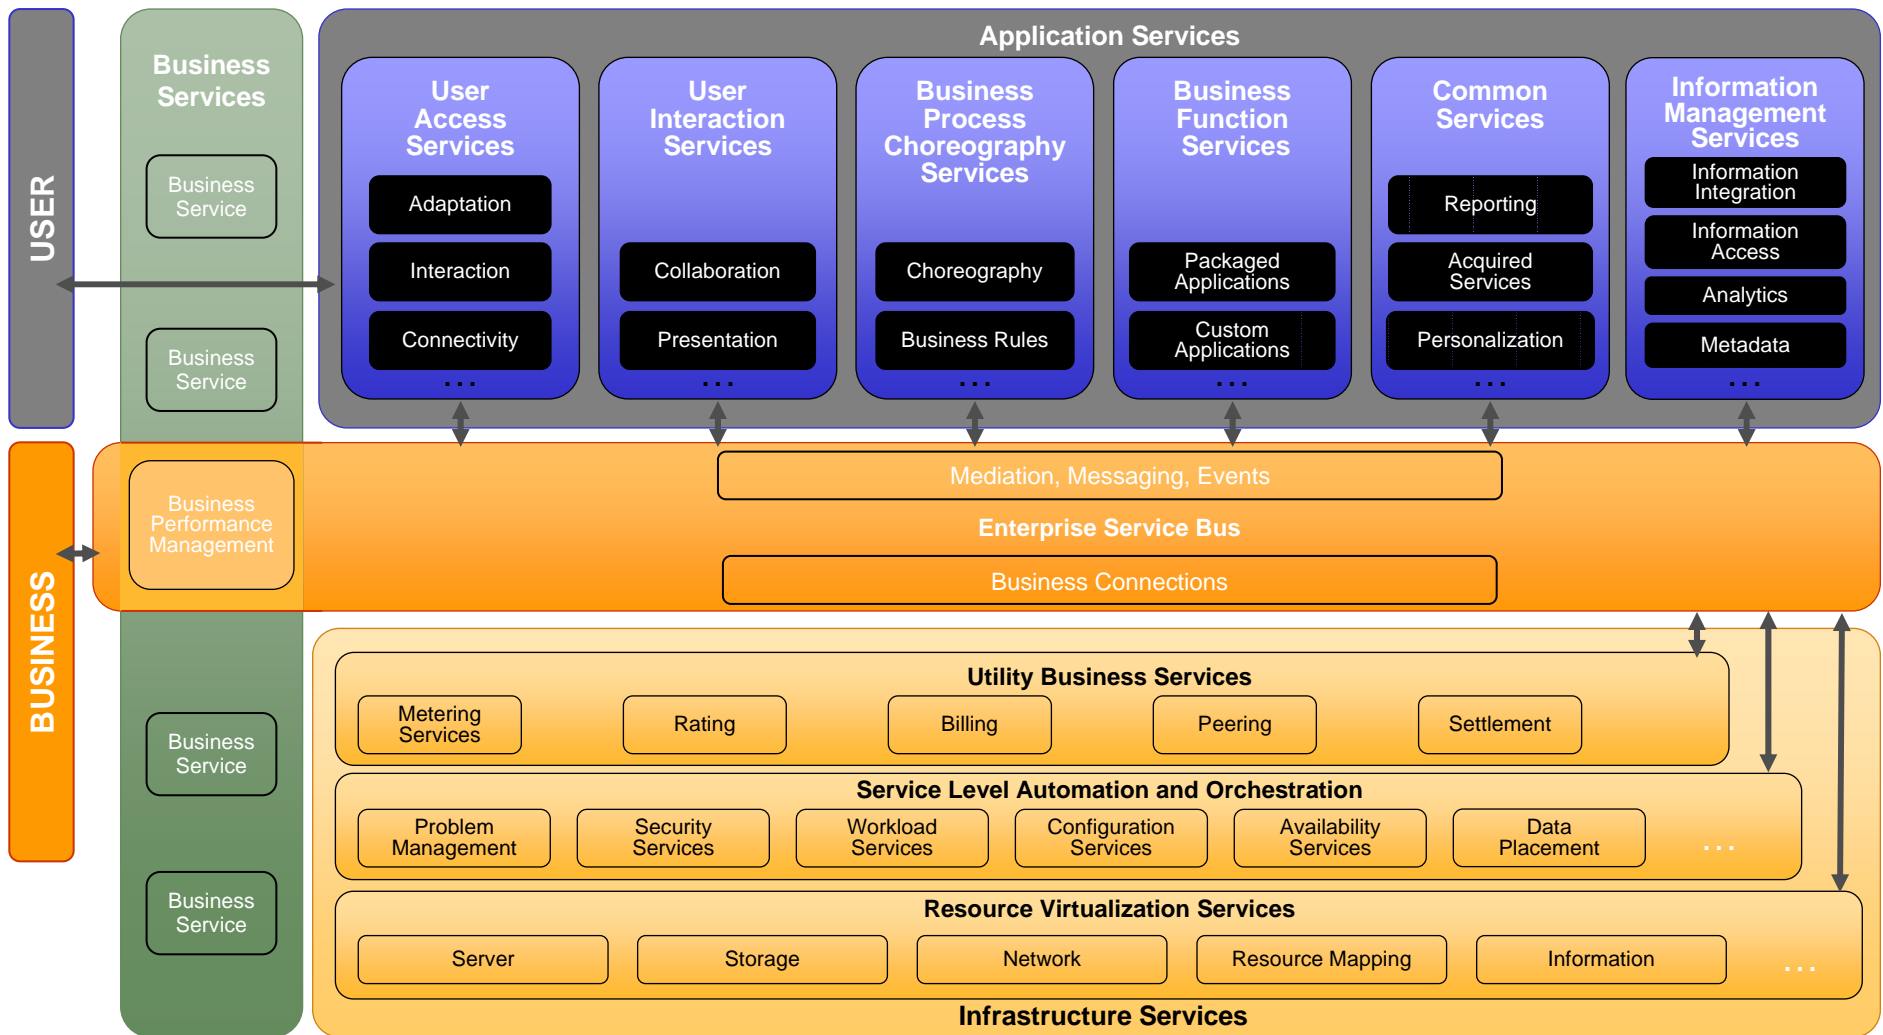 USER
BUSINESS
Business
Services
Business
Service
Business
Service
Business
Performance
Management
Business
Service
Business
Service
Application Services
User
Access
Services
Adaptation
Interaction
Connectivity
...
User
Interaction
Services
Collaboration
Presentation
...
Business
Process
Choreography
Services
Choreography
Business Rules
...
Business
Function
Services
Packaged
Applications
Custom
Applications
...
Common
Services
Reporting
Acquired
Services
Personalization
...
Information
Management
Services
Information
Integration
Information
Access
Analytics
Metadata
...
Mediation, Messaging, Events
Enterprise Service Bus
Business Connections
Utility Business Services
Metering
Services
Rating
Billing
Peering
Settlement
Service Level Automation and Orchestration
Problem
Management
Security
Services
Workload
Services
Configuration
Services
Availability
Services
Data
Placement
...
Resource Virtualization Services
Server
Storage
Network
Resource Mapping
Information
...
Infrastructure Services